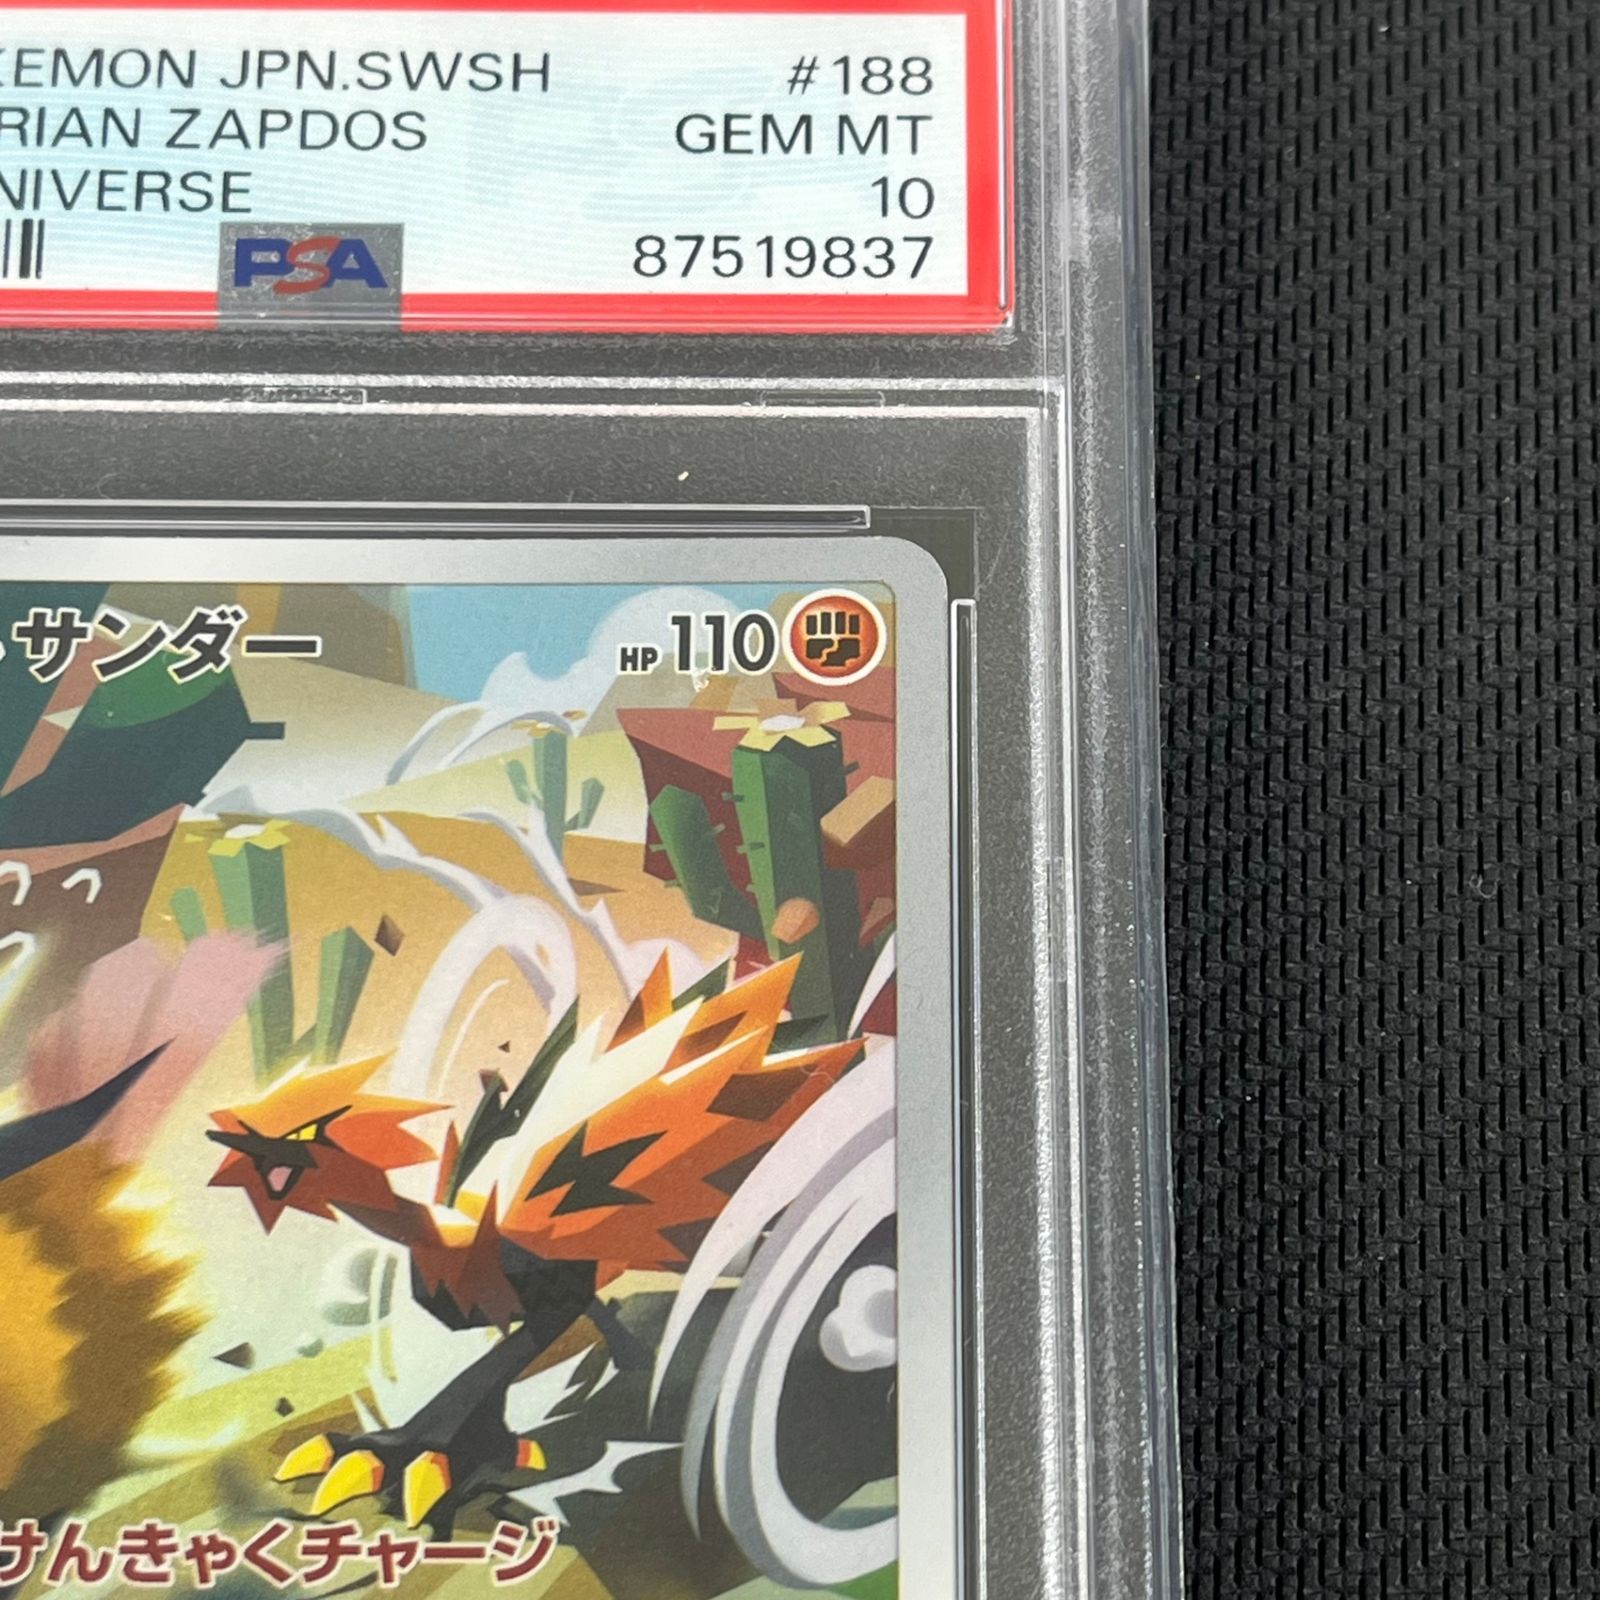 KEMON JPN.SWSH #188
RIAN ZAPDOS GEM MT
NIVERSE 10
PSA 87519837
サンダー HP 110
けんきゃくチャージ